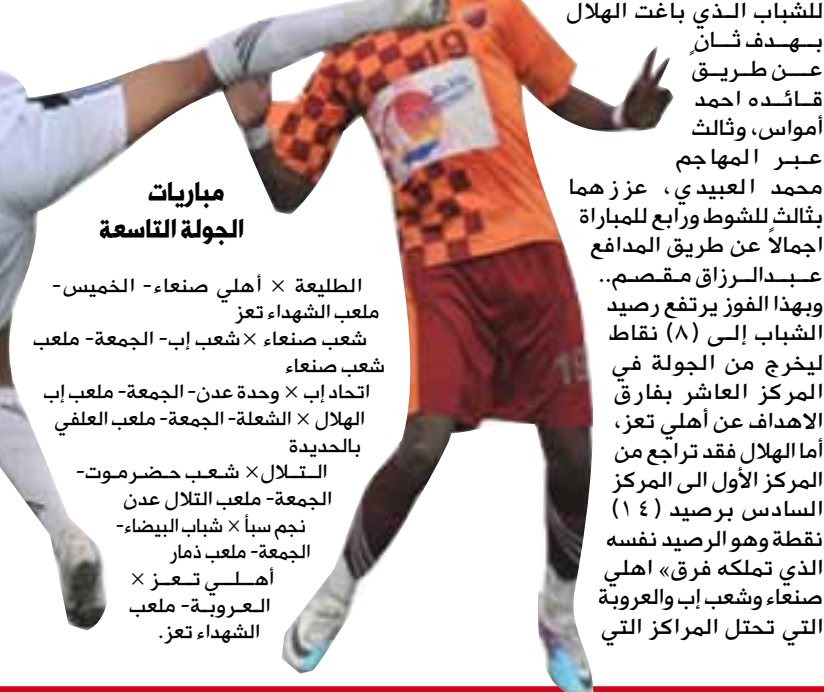 للشباب الذي باغت الهلال
بهدف ثانٍ
عن طريق
قائده احمد
أمواس، وثالث
عبر المهاجم
محمد العبيدي، عززهما
بثالث للشوط ورابع للمباراة
اجمالاً عن طريق المدافع
عبدالرزاق مقصم..
وبهذا الفوز يرتفع رصيد
الشباب إلى (٨) نقاط
ليخرج من الجولة في
المركز العاشر بفارق
الاهداف عن أهلي تعز،
أما الهلال فقد تراجع من
المركز الأول الى المركز
السادس برصيد (١٤)
نقطة وهو الرصيد نفسه
الذي تملكه فرق» اهلي
صنعاء وشعب إب والعروبة
التي تحتل المراكز التي
مباريات
الجولة التاسعة
الطليعة × أهلي صنعاء- الخميس-
ملعب الشهداء تعز
شعب صنعاء ×شعب إب- الجمعة- ملعب
شعب صنعاء
اتحاد إب × وحدة عدن- الجمعة- ملعب إب
الهلال × الشعلة- الجمعة- ملعب العلفي
بالحديدة
التلال× شعب حضرموت-
الجمعة- ملعب التلال عدن
نجم سبأ × شباب البيضاء-
الجمعة- ملعب ذمار
أهلي تعز ×
العروبة- ملعب
الشهداء تعز.
19
19